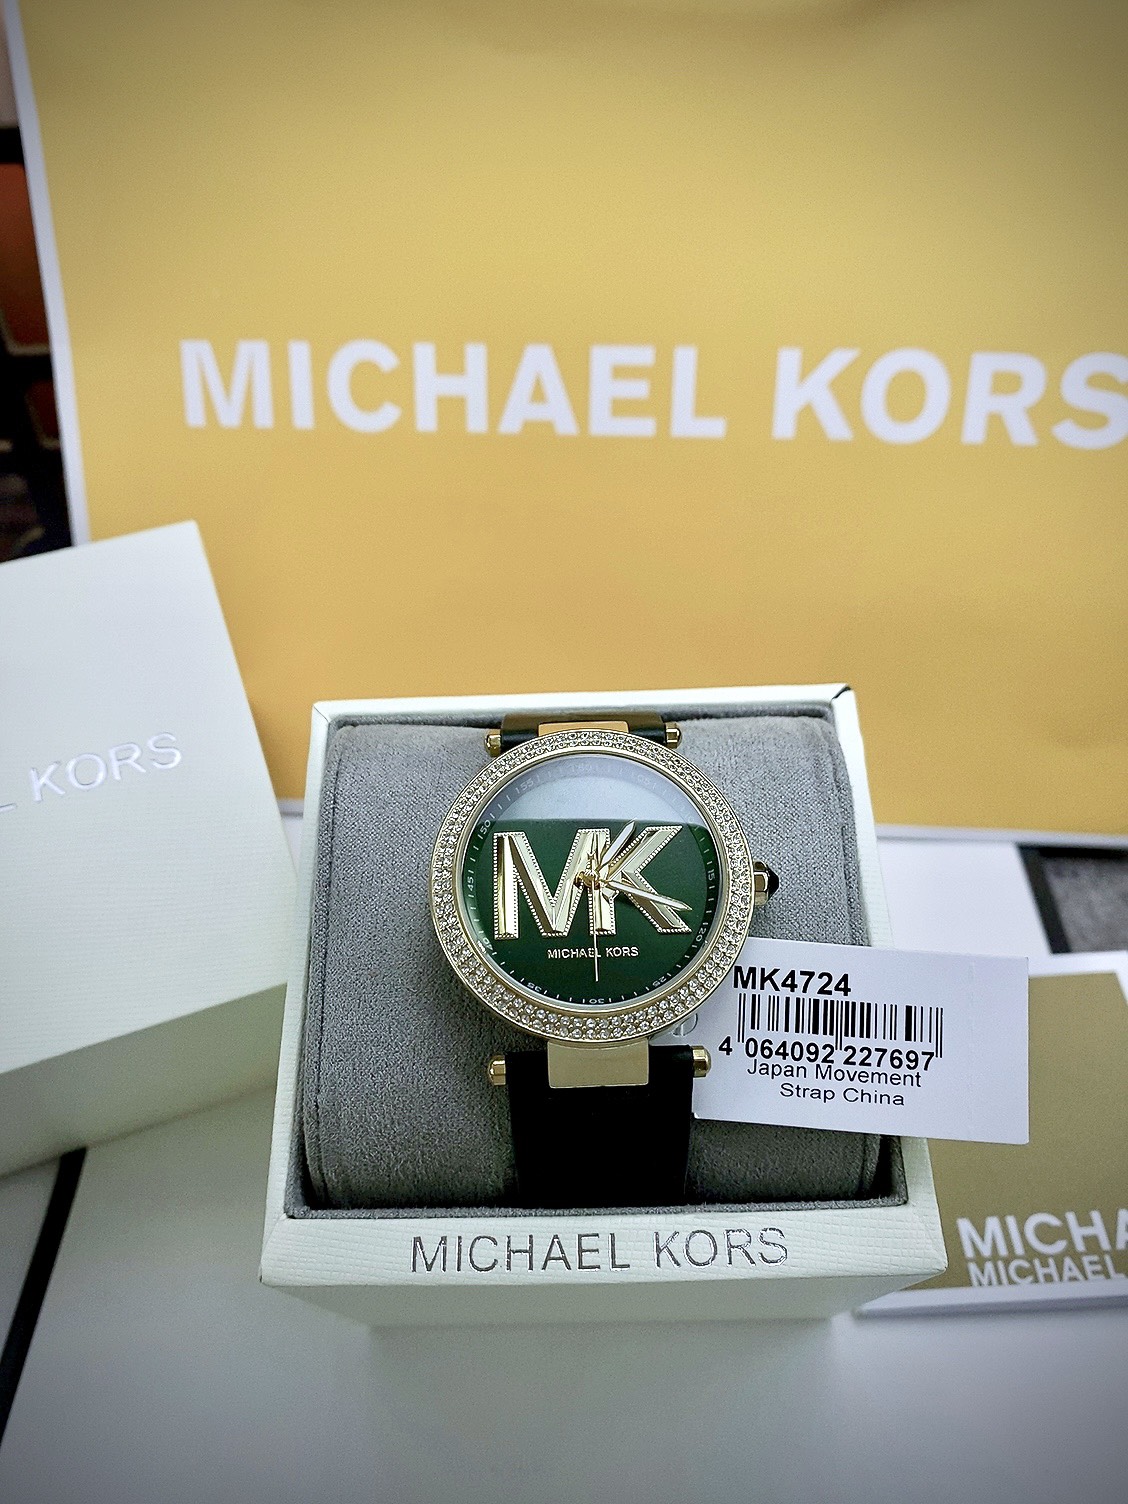 MICHAEL KORS
KORS
MK
MICHAEL KORS
MK4724
4 064092 227697
Japan Movement
Strap China
MICHAEL KORS
MICHA
MICHAEL